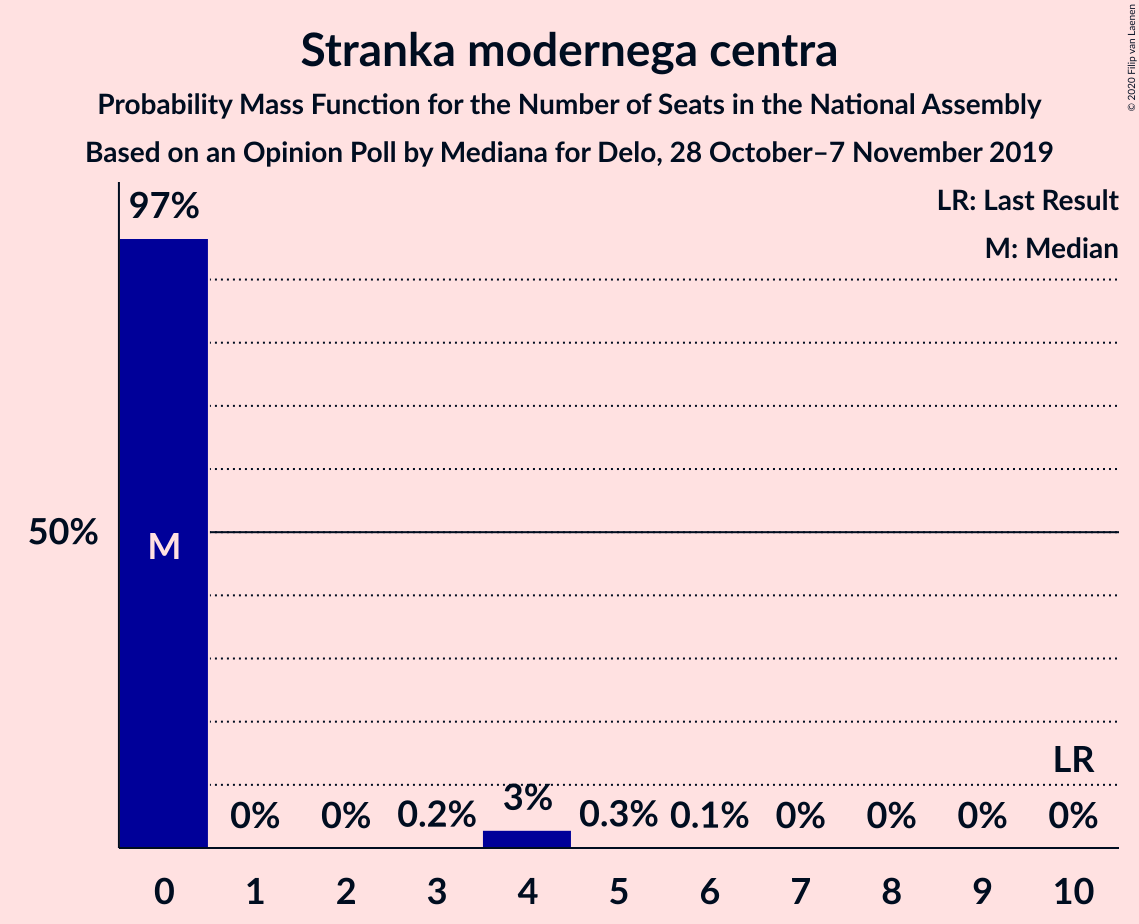 Stranka modernega centra
Probability Mass Function for the Number of Seats in the National Assembly
Based on an Opinion Poll by Mediana for Delo, 28 October–7 November 2019
© 2020 Filip van Laenen
LR: Last Result
M: Median
97%
50%
M
LR
0% 0% 0.2% 3% 0.3% 0.1% 0% 0% 0% 0%
0 1 2 3 4 5 6 7 8 9 10